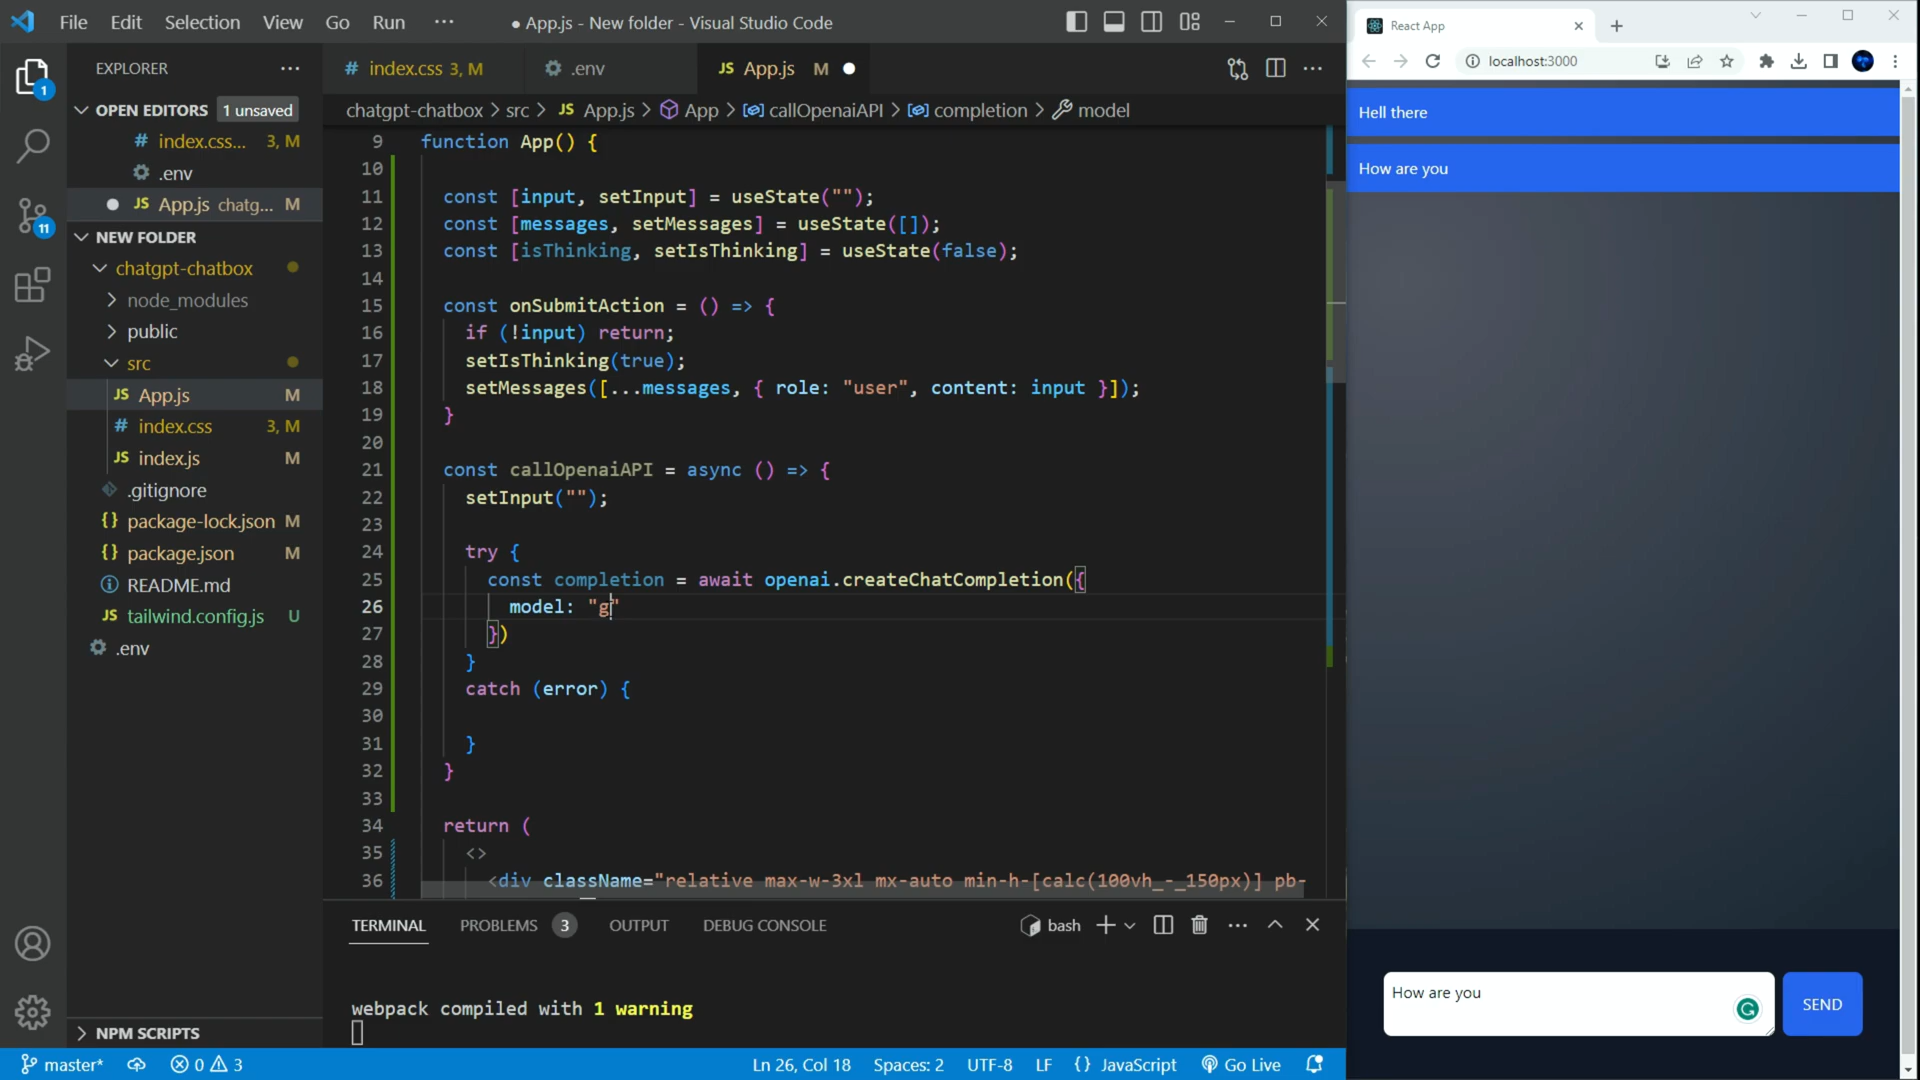 File Edit Selection View Go Run ··· ● App.js - New folder - Visual Studio Code
EXPLORER ···
OPEN EDITORS 1 unsaved
# index.css... 3, M
.env
● JS App.js chatg... M
NEW FOLDER
chatgpt-chatbox
node_modules
public
src
JS App.js M
# index.css 3, M
JS index.js M
.gitignore
{} package-lock.json M
{} package.json M
README.md
JS tailwind.config.js U
.env
NPM SCRIPTS
# index.css 3, M .env JS App.js M ● ···
chatgpt-chatbox > src > JS App.js > App > callOpenaiAPI > completion > model
9 function App() {
10
11 const [input, setInput] = useState("");
12 const [messages, setMessages] = useState([]);
13 const [isThinking, setIsThinking] = useState(false);
14
15 const onSubmitAction = () => {
16 if (!input) return;
17 setIsThinking(true);
18 setMessages([...messages, { role: "user", content: input }]);
19 }
20
21 const callOpenaiAPI = async () => {
22 setInput("");
23
24 try {
25 const completion = await openai.createChatCompletion({
26 model: "g"
27 })
28 }
29 catch (error) {
30
31 }
32 }
33
34 return (
35 <>
36 <div className="relative max-w-3xl mx-auto min-h-[calc(100vh_-_150px)] pb-
TERMINAL PROBLEMS 3 OUTPUT DEBUG CONSOLE bash
webpack compiled with 1 warning
master* 0 3 Ln 26, Col 18 Spaces: 2 UTF-8 LF {} JavaScript Go Live
1
11
React App
localhost:3000
Hell there
How are you
How are you
SEND